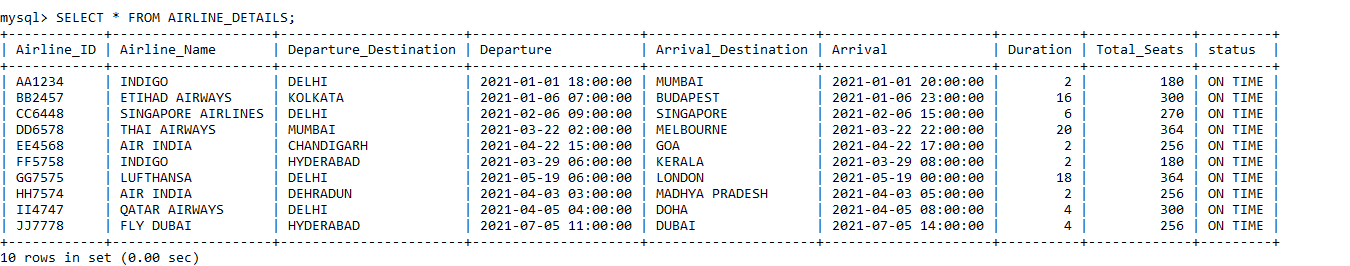 mysql> SELECT * FROM AIRLINE_DETAILS;
+------------+--------------------+-----------------------+---------------------+---------------------+---------------------+----------+-------------+---------+
| Airline_ID | Airline_Name       | Departure_Destination | Departure           | Arrival_Destination | Arrival             | Duration | Total_Seats | status  |
+------------+--------------------+-----------------------+---------------------+---------------------+---------------------+----------+-------------+---------+
| AA1234     | INDIGO             | DELHI                 | 2021-01-01 18:00:00 | MUMBAI              | 2021-01-01 20:00:00 |        2 |         180 | ON TIME |
| BB2457     | ETIHAD AIRWAYS     | KOLKATA               | 2021-01-06 07:00:00 | BUDAPEST            | 2021-01-06 23:00:00 |       16 |         300 | ON TIME |
| CC6448     | SINGAPORE AIRLINES | DELHI                 | 2021-02-06 09:00:00 | SINGAPORE           | 2021-02-06 15:00:00 |        6 |         270 | ON TIME |
| DD6578     | THAI AIRWAYS       | MUMBAI                | 2021-03-22 02:00:00 | MELBOURNE           | 2021-03-22 22:00:00 |       20 |         364 | ON TIME |
| EE4568     | AIR INDIA          | CHANDIGARH            | 2021-04-22 15:00:00 | GOA                 | 2021-04-22 17:00:00 |        2 |         256 | ON TIME |
| FF5758     | INDIGO             | HYDERABAD             | 2021-03-29 06:00:00 | KERALA              | 2021-03-29 08:00:00 |        2 |         180 | ON TIME |
| GG7575     | LUFTHANSA          | DELHI                 | 2021-05-19 06:00:00 | LONDON              | 2021-05-19 00:00:00 |       18 |         364 | ON TIME |
| HH7574     | AIR INDIA          | DEHRADUN              | 2021-04-03 03:00:00 | MADHYA PRADESH      | 2021-04-03 05:00:00 |        2 |         256 | ON TIME |
| II4747     | QATAR AIRWAYS      | DELHI                 | 2021-04-05 04:00:00 | DOHA                | 2021-04-05 08:00:00 |        4 |         300 | ON TIME |
| JJ7778     | FLY DUBAI          | HYDERABAD             | 2021-07-05 11:00:00 | DUBAI               | 2021-07-05 14:00:00 |        4 |         256 | ON TIME |
+------------+--------------------+-----------------------+---------------------+---------------------+---------------------+----------+-------------+---------+
10 rows in set (0.00 sec)